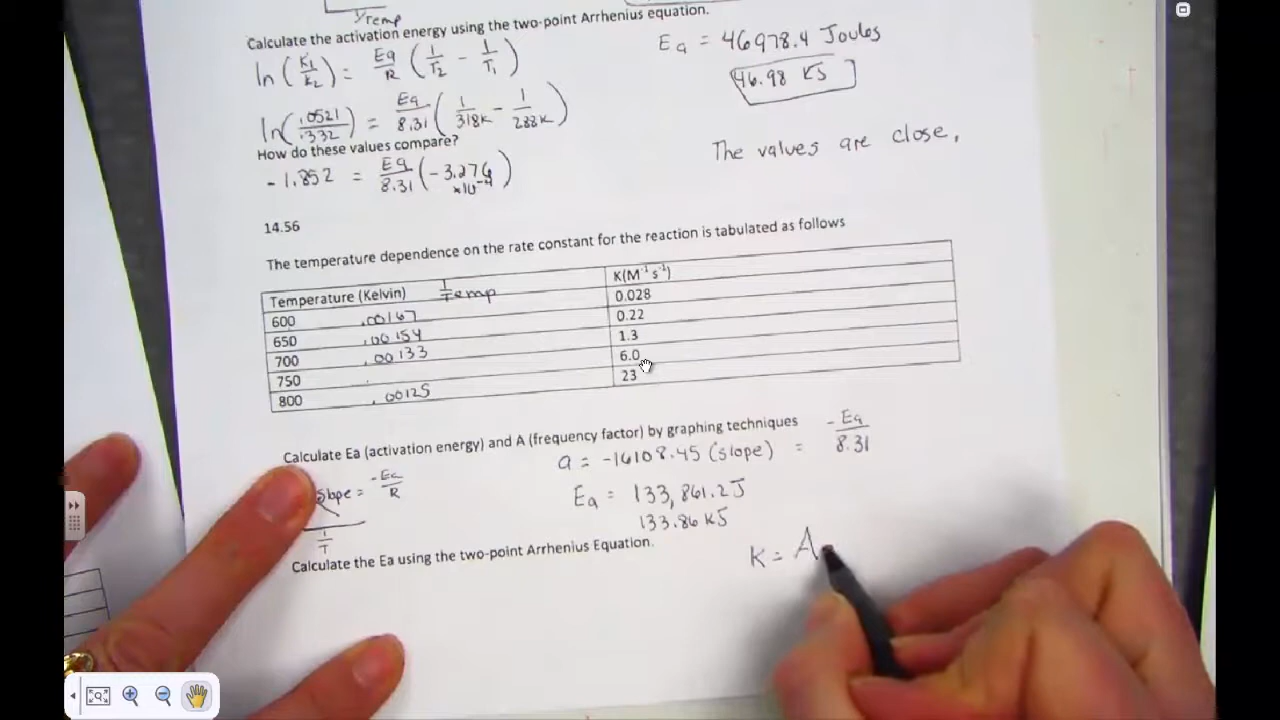 1/Temp
Calculate the activation energy using the two-point Arrhenius equation.
ln (K1/K2) = Ea/R (1/T2 - 1/T1)
Ea = 46978.4 Joules
46.98 KJ
ln (.0521/.332) = Ea/8.31 (1/318K - 1/288K)
How do these values compare?
The values are close.
-1.852 = Ea/8.31 (-3.276 x10^-4)
14.56
The temperature dependence on the rate constant for the reaction is tabulated as follows
Temperature (Kelvin) 1/Temp K(M⁻¹ s⁻¹)
600 .00167 0.028
650 .00154 0.22
700 .00133 1.3
750 . 6.0
800 .00125 23
Calculate Ea (activation energy) and A (frequency factor) by graphing techniques
a = -16108.45 (slope) = -Ea/8.31
slope = -Ea/R
Ea = 133,861.2J
133.86 KJ
1/T
Calculate the Ea using the two-point Arrhenius Equation.
K = A